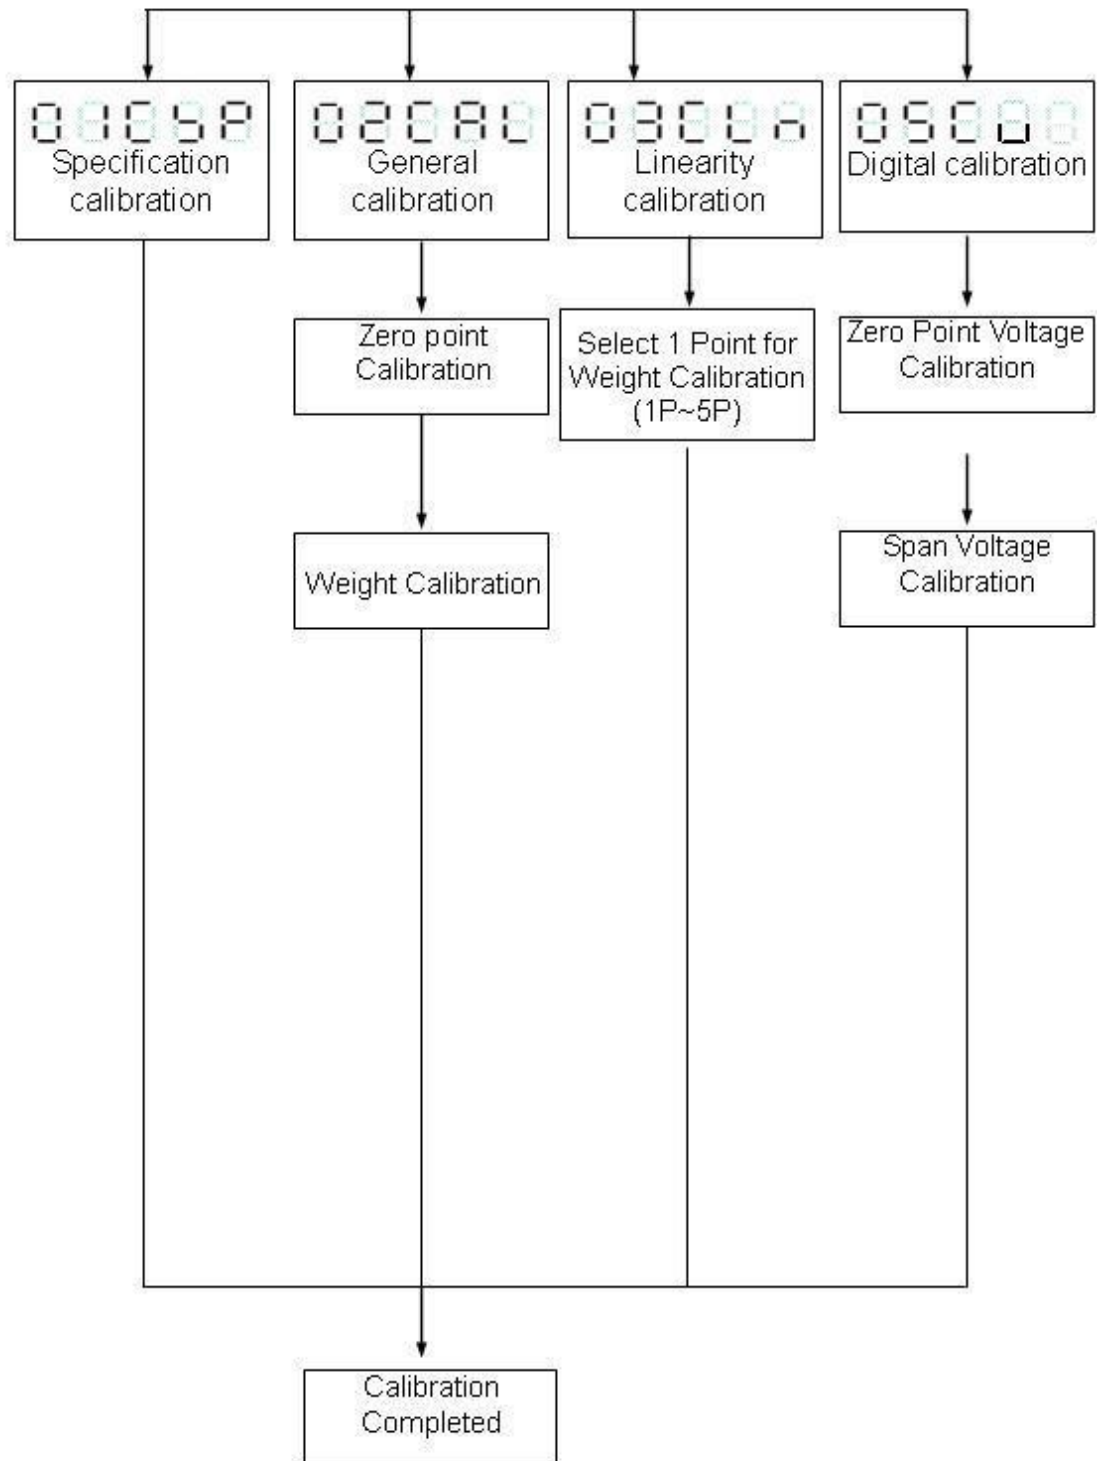 01CSP
Specification
calibration
02CAL
General
calibration
03CLn
Linearity
calibration
05Cu
Digital calibration
Zero point
Calibration
Select 1 Point for
Weight Calibration
(1P~5P)
Zero Point Voltage
Calibration
Weight Calibration
Span Voltage
Calibration
Calibration
Completed